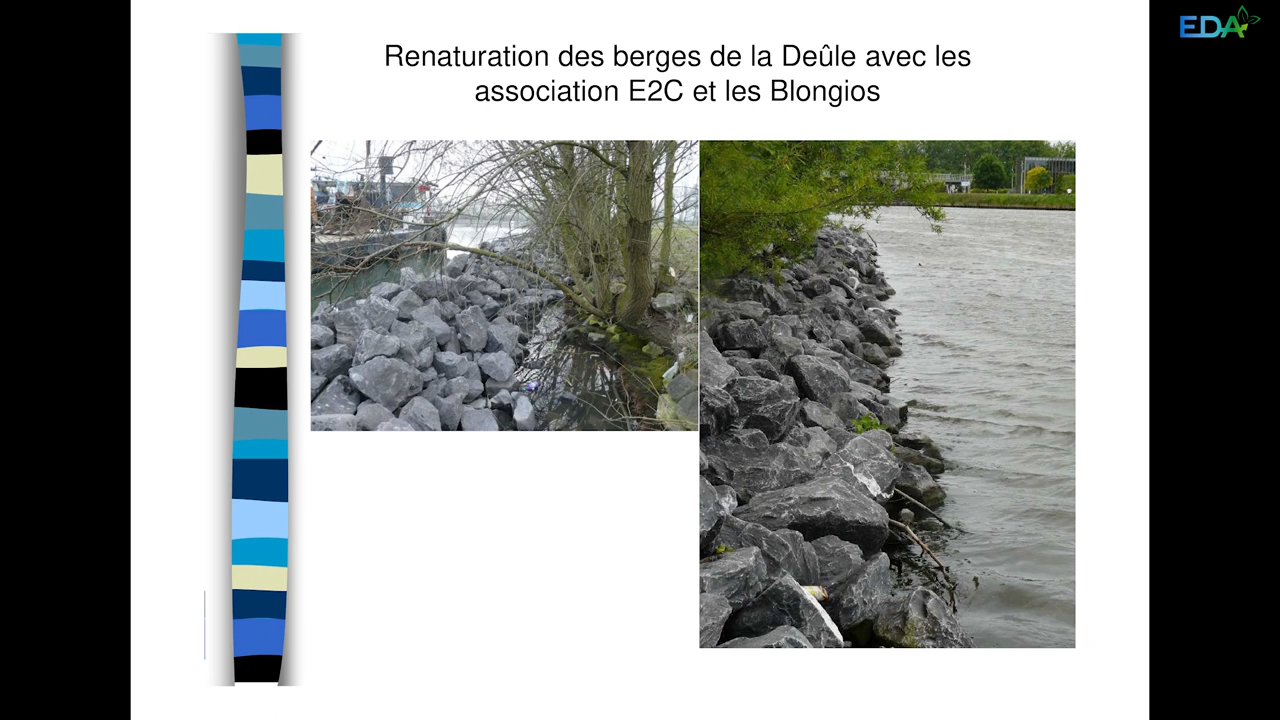 Renaturation des berges de la Deûle avec les
association E2C et les Blongios
EDA